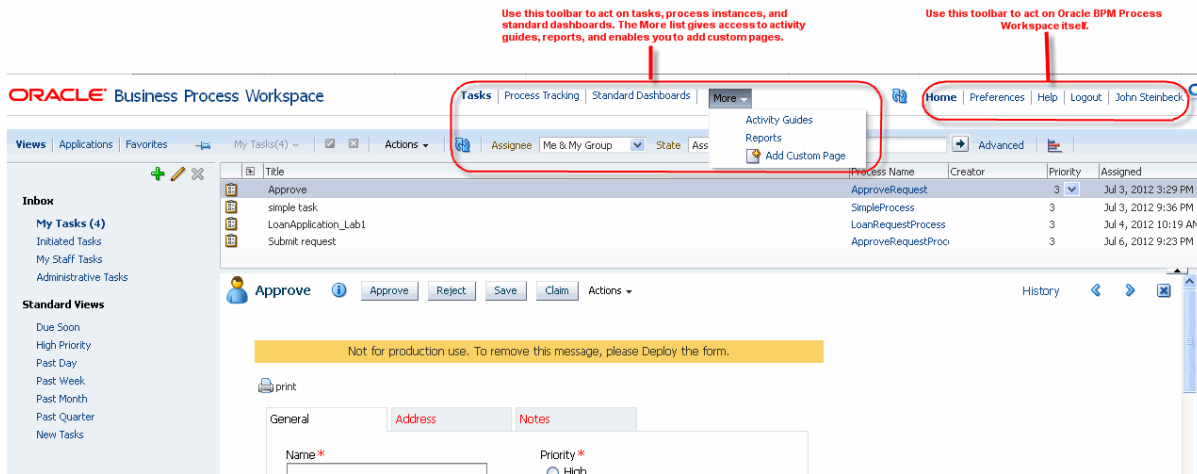 Use this toolbar to act on tasks, process instances, and
standard dashboards. The More list gives access to activity
guides, reports, and enables you to add custom pages.
Use this toolbar to act on Oracle BPM Process
Workspace itself.
ORACLE Business Process Workspace
Tasks | Process Tracking | Standard Dashboards | More
Home | Preferences | Help | Logout | John Steinbeck
Activity Guides
Reports
Add Custom Page
Views | Applications | Favorites
My Tasks(4) Actions Assignee Me & My Group State Ass Advanced
Title Process Name Creator Priority Assigned
Approve ApproveRequest 3 Jul 3, 2012 3:29 PM
simple task SimpleProcess 3 Jul 3, 2012 9:36 PM
LoanApplication_Lab1 LoanRequestProcess 3 Jul 4, 2012 10:19 AM
Submit request ApproveRequestProc 3 Jul 6, 2012 9:23 PM
Inbox
My Tasks (4)
Initiated Tasks
My Staff Tasks
Administrative Tasks
Standard Views
Due Soon
High Priority
Past Day
Past Week
Past Month
Past Quarter
New Tasks
Approve Approve Reject Save Claim Actions History
Not for production use. To remove this message, please Deploy the form.
print
General Address Notes
Name* Priority*
High